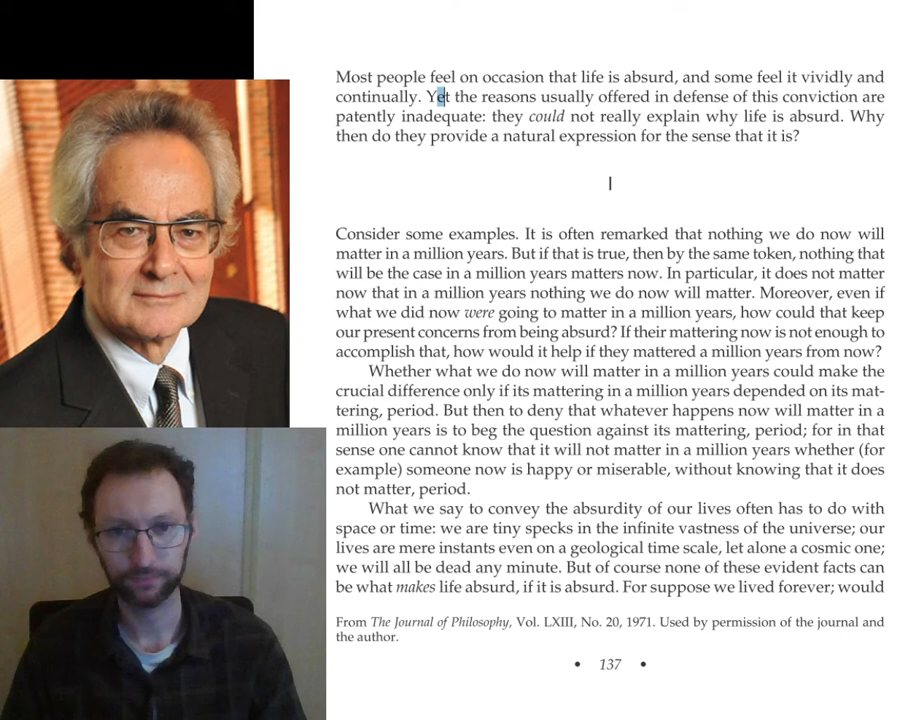 Most people feel on occasion that life is absurd, and some feel it vividly and
continually. Yet the reasons usually offered in defense of this conviction are
patently inadequate: they could not really explain why life is absurd. Why
then do they provide a natural expression for the sense that it is?
I
Consider some examples. It is often remarked that nothing we do now will
matter in a million years. But if that is true, then by the same token, nothing that
will be the case in a million years matters now. In particular, it does not matter
now that in a million years nothing we do now will matter. Moreover, even if
what we did now were going to matter in a million years, how could that keep
our present concerns from being absurd? If their mattering now is not enough to
accomplish that, how would it help if they mattered a million years from now?
Whether what we do now will matter in a million years could make the
crucial difference only if its mattering in a million years depended on its mat-
tering, period. But then to deny that whatever happens now will matter in a
million years is to beg the question against its mattering, period; for in that
sense one cannot know that it will not matter in a million years whether (for
example) someone now is happy or miserable, without knowing that it does
not matter, period.
What we say to convey the absurdity of our lives often has to do with
space or time: we are tiny specks in the infinite vastness of the universe; our
lives are mere instants even on a geological time scale, let alone a cosmic one;
we will all be dead any minute. But of course none of these evident facts can
be what makes life absurd, if it is absurd. For suppose we lived forever; would
From The Journal of Philosophy, Vol. LXIII, No. 20, 1971. Used by permission of the journal and
the author.
• 137 •